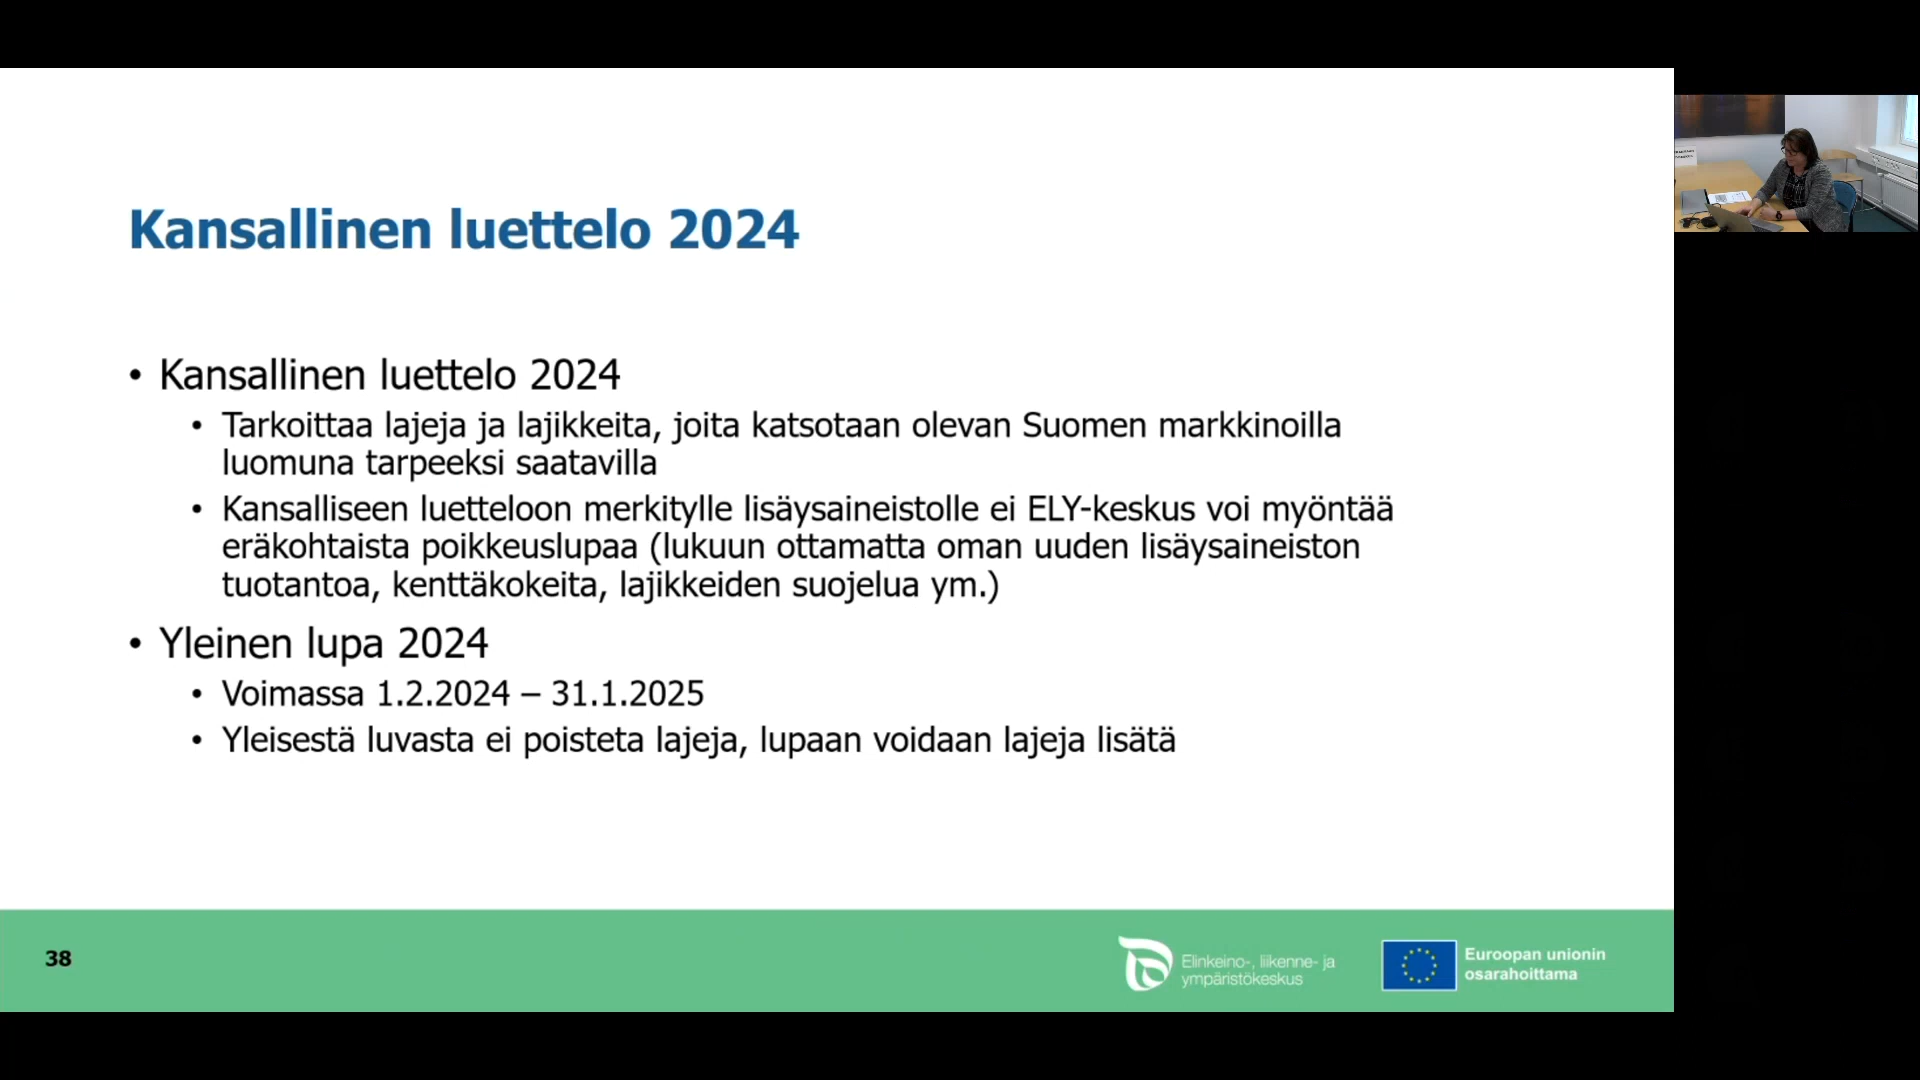 Kansallinen luettelo 2024
• Kansallinen luettelo 2024
• Tarkoittaa lajeja ja lajikkeita, joita katsotaan olevan Suomen markkinoilla
luomuna tarpeeksi saatavilla
• Kansalliseen luetteloon merkitylle lisäysaineistolle ei ELY-keskus voi myöntää
eräkohtaista poikkeuslupaa (lukuun ottamatta oman uuden lisäysaineiston
tuotantoa, kenttäkokeita, lajikkeiden suojelua ym.)
• Yleinen lupa 2024
• Voimassa 1.2.2024 – 31.1.2025
• Yleisestä luvasta ei poisteta lajeja, lupaan voidaan lajeja lisätä
38
Elinkeino-, liikenne- ja
ympäristökeskus
Euroopan unionin
osarahoittama